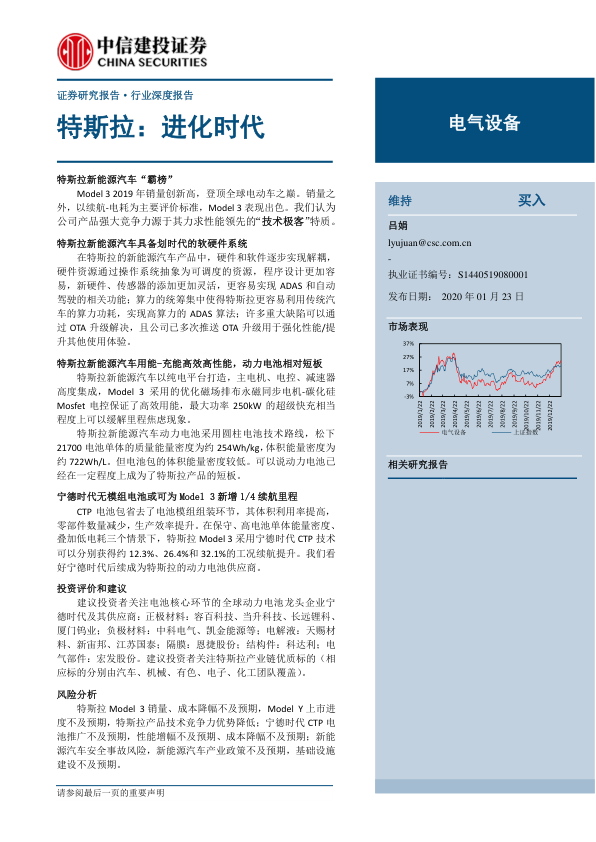 中信建投证券
CHINA SECURITIES
证券研究报告·行业深度报告
特斯拉：进化时代
特斯拉新能源汽车“霸榜”
Model 3 2019 年销量创新高，登顶全球电动车之巅。销量之
外，以续航-电耗为主要评价标准，Model 3 表现出色。我们认为
公司产品强大竞争力源于其力求性能领先的“技术极客”特质。
特斯拉新能源汽车具备划时代的软硬件系统
在特斯拉的新能源汽车产品中，硬件和软件逐步实现解耦，
硬件资源通过操作系统抽象为可调度的资源，程序设计更加容
易，新硬件、传感器的添加更加灵活，更容易实现 ADAS 和自动
驾驶的相关功能；算力的统筹集中使得特斯拉更容易利用传统汽
车的算力功耗，实现高算力的 ADAS 算法；许多重大缺陷可以通
过 OTA 升级解决，且公司已多次推送 OTA 升级用于强化性能/提
升其他使用体验。
特斯拉新能源汽车用能-充能高效高性能，动力电池相对短板
特斯拉新能源汽车以纯电平台打造，主电机、电控、减速器
高度集成，Model 3 采用的优化磁场排布永磁同步电机-碳化硅
Mosfet 电控保证了高效用能，最大功率 250kW 的超级快充相当
程度上可以缓解里程焦虑现象。
特斯拉新能源汽车动力电池采用圆柱电池技术路线，松下
21700 电池单体的质量能量密度为约 254Wh/kg，体积能量密度为
约 722Wh/L。但电池包的体积能量密度较低。可以说动力电池已
经在一定程度上成为了特斯拉产品的短板。
宁德时代无模组电池或可为 Model 3 新增 1/4 续航里程
CTP 电池包省去了电池模组组装环节，其体积利用率提高，
零部件数量减少，生产效率提升。在保守、高电池单体能量密度、
叠加低电耗三个情景下，特斯拉 Model 3 采用宁德时代 CTP 技术
可以分别获得约 12.3%、26.4%和 32.1%的工况续航提升。我们看
好宁德时代后续成为特斯拉的动力电池供应商。
投资评价和建议
建议投资者关注电池核心环节的全球动力电池龙头企业宁
德时代及其供应商：正极材料：容百科技、当升科技、长远锂科、
厦门钨业；负极材料：中科电气、凯金能源等；电解液：天赐材
料、新宙邦、江苏国泰；隔膜：恩捷股份；结构件：科达利；电
气部件：宏发股份。建议投资者关注特斯拉产业链优质标的（相
应标的分别由汽车、机械、有色、电子、化工团队覆盖）。
风险分析
特斯拉 Model 3 销量、成本降幅不及预期，Model Y 上市进
度不及预期，特斯拉产品技术竞争力优势降低；宁德时代 CTP 电
池推广不及预期，性能增幅不及预期、成本降幅不及预期；新能
源汽车安全事故风险，新能源汽车产业政策不及预期，基础设施
建设不及预期。
请参阅最后一页的重要声明
电气设备
维持 买入
吕娟
lyujuan@csc.com.cn
-
执业证书编号：S1440519080001
发布日期： 2020 年 01 月 23 日
市场表现
37%
27%
17%
7%
-3%
2019/1/22
2019/2/22
2019/3/22
2019/4/22
2019/5/22
2019/6/22
2019/7/22
2019/8/22
2019/9/22
2019/10/22
2019/11/22
2019/12/22
电气设备 上证指数
相关研究报告